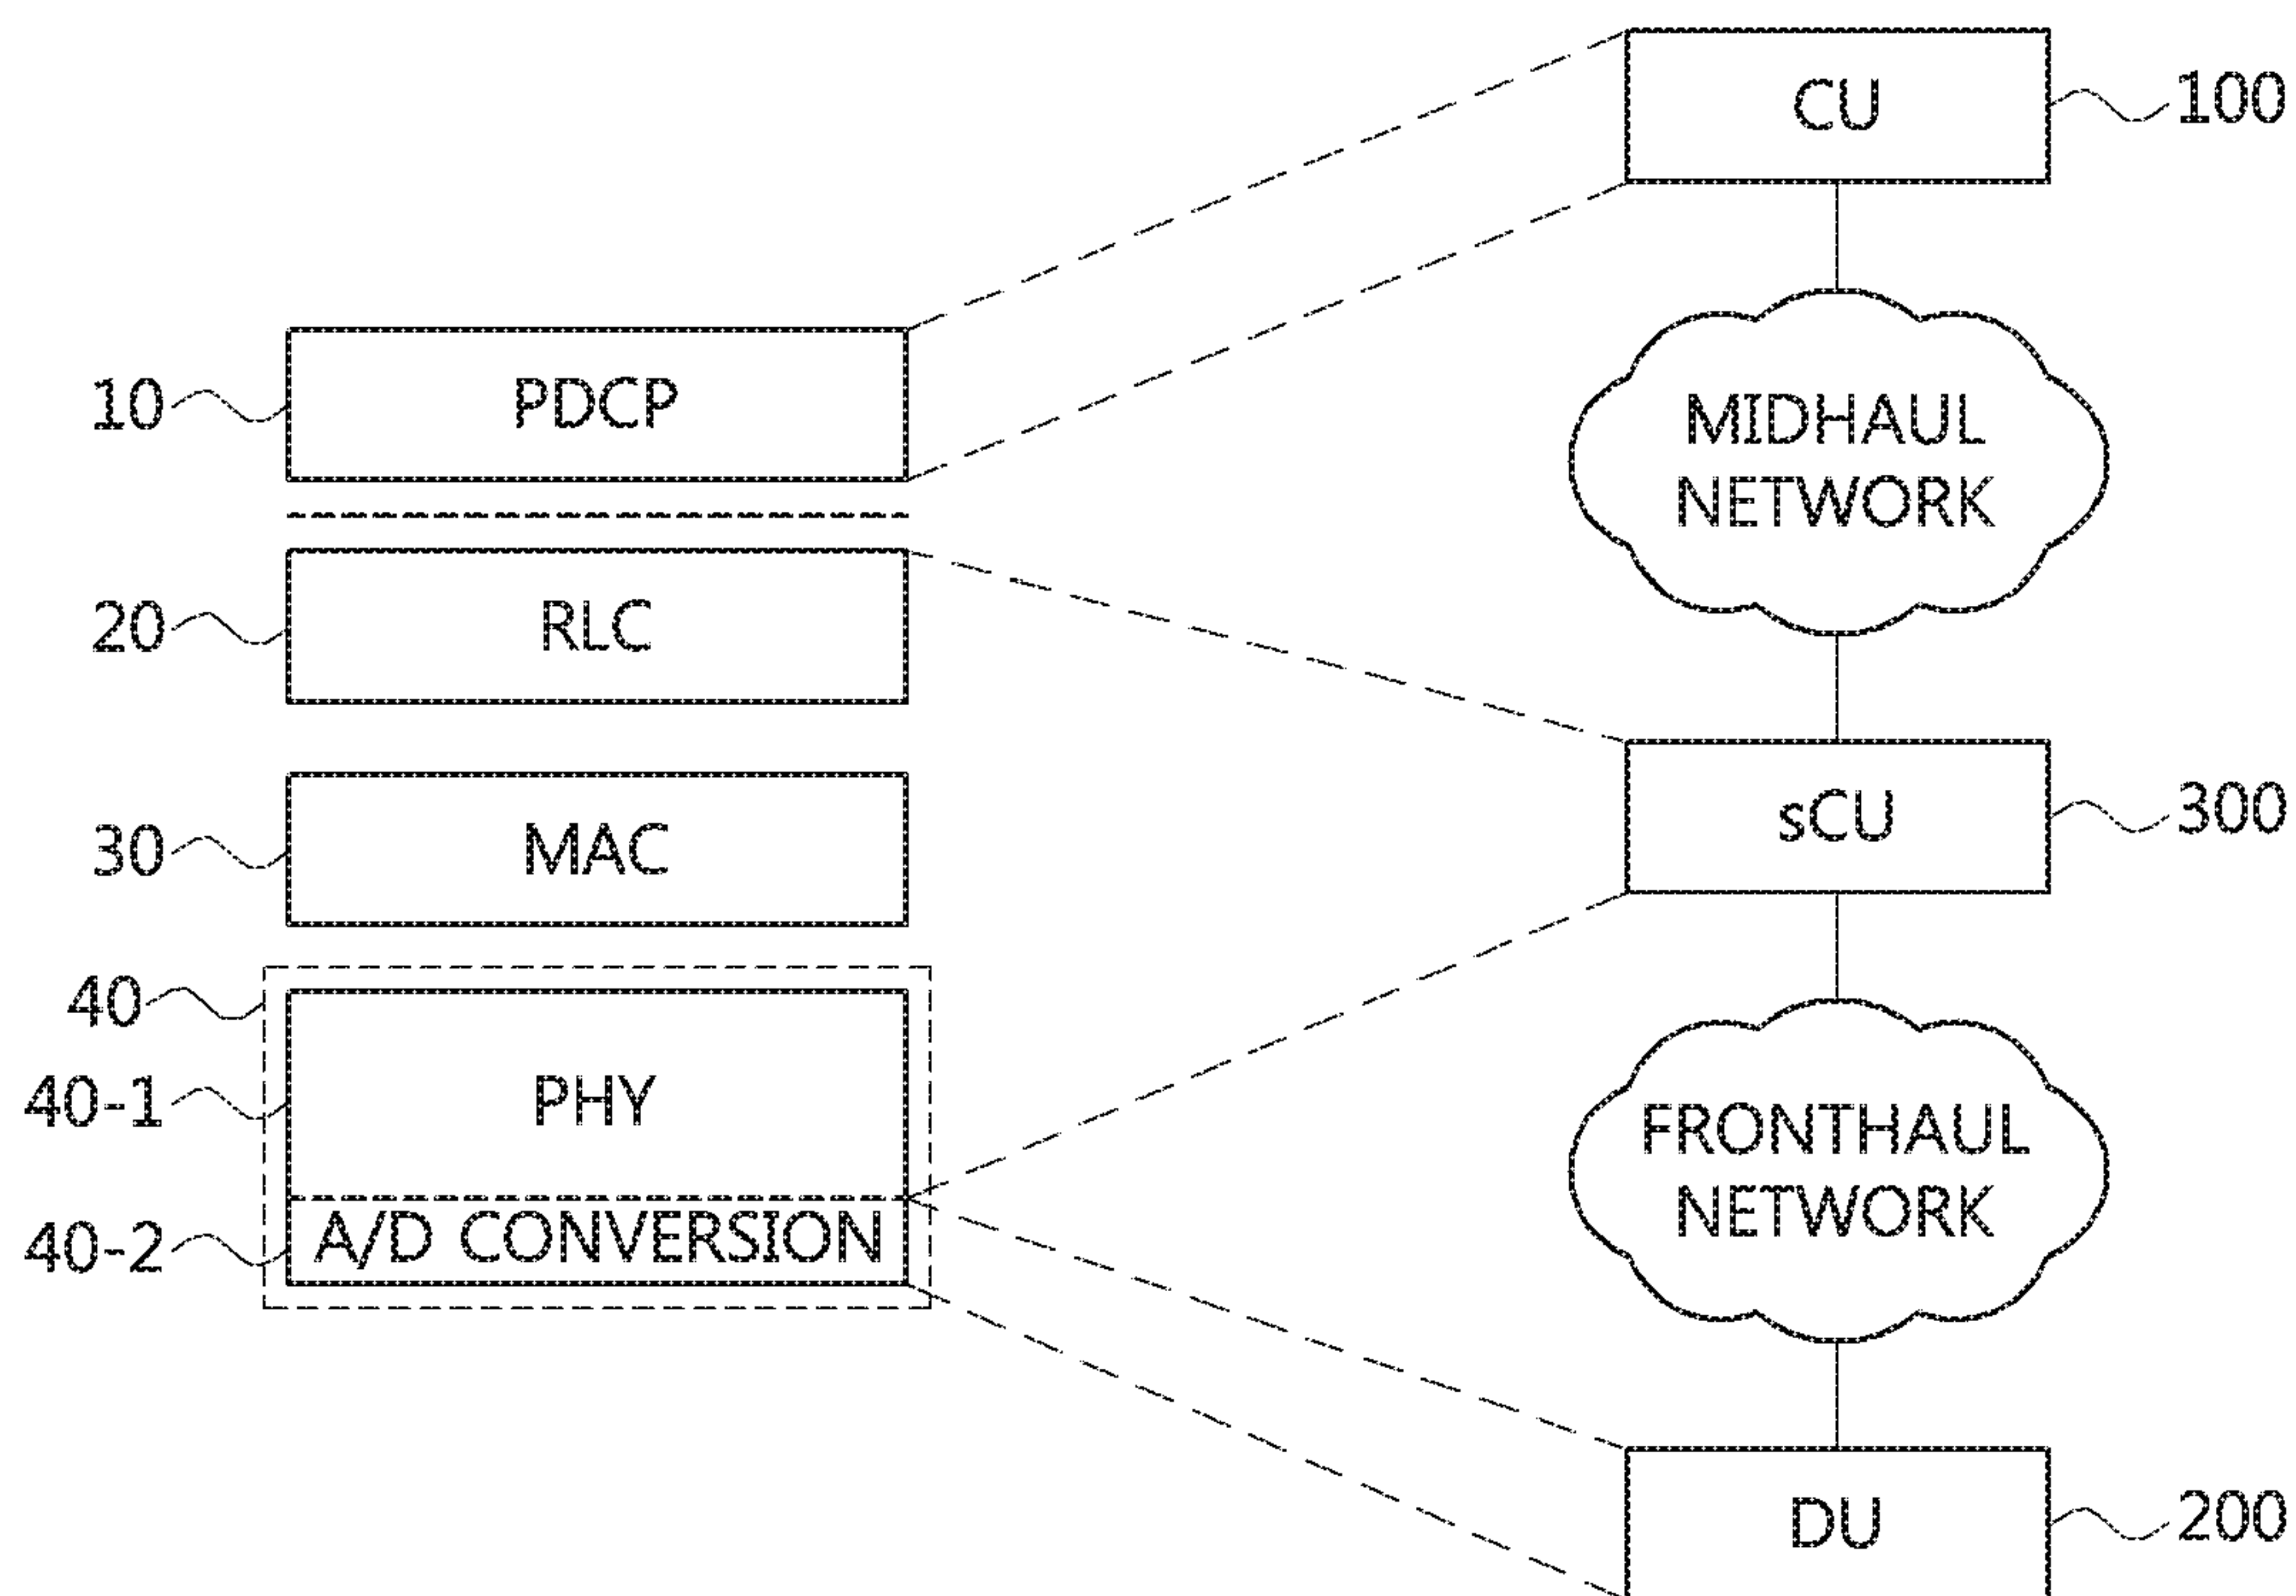 CU
100
PDCP
10
MIDHAUL
NETWORK
RLC
20
sCU
300
MAC
30
40
PHY
40-1
FRONTHAUL
NETWORK
A/D CONVERSION
40-2
DU
200